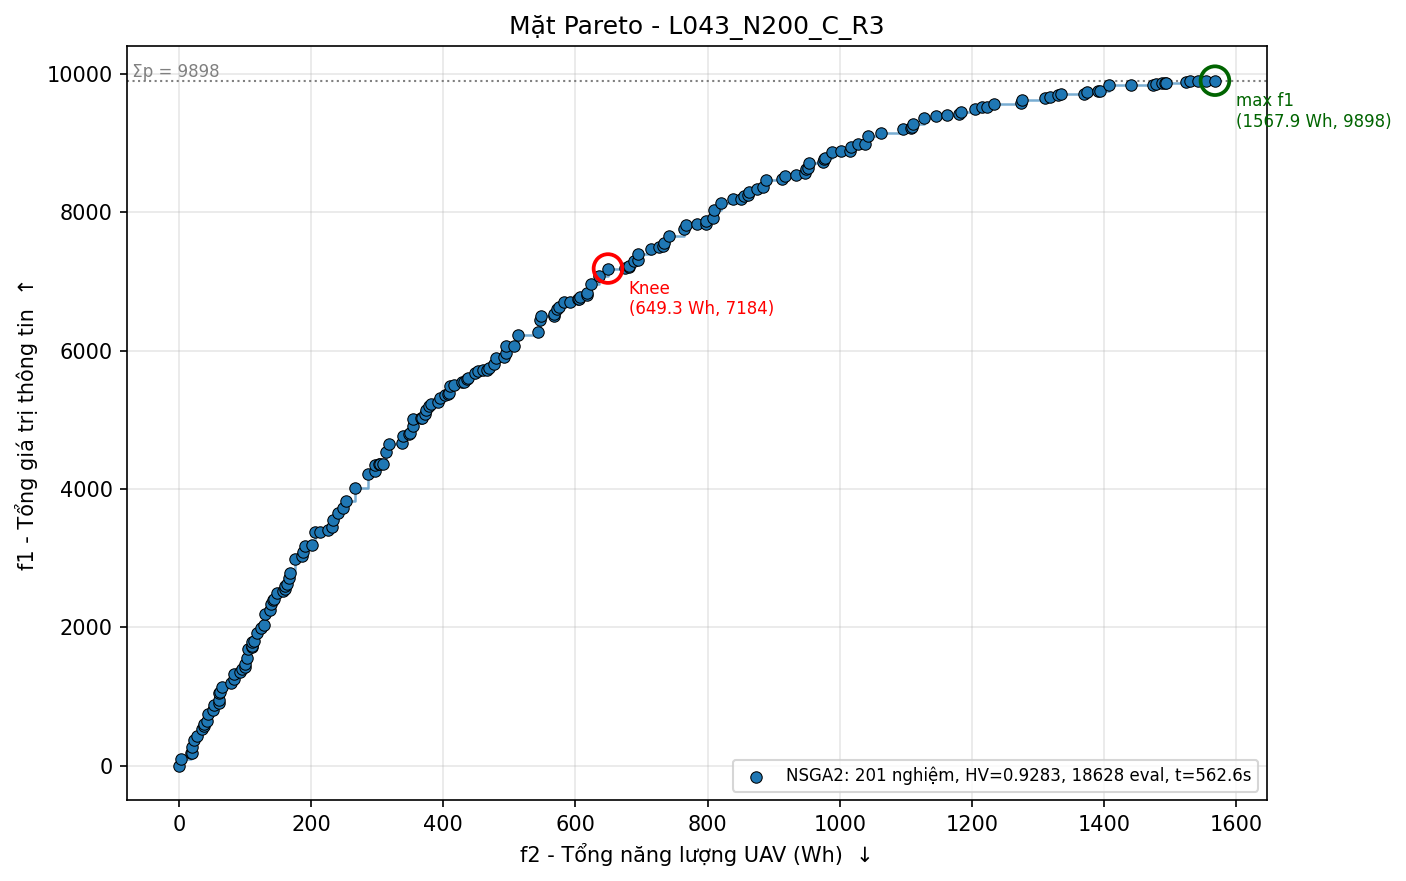 Mặt Pareto - L043_N200_C_R3
Σp = 9898
max f1
(1567.9 Wh, 9898)
Knee
(649.3 Wh, 7184)
f1 - Tổng giá trị thông tin ↑
10000
8000
6000
4000
2000
0
NSGA2: 201 nghiệm, HV=0.9283, 18628 eval, t=562.6s
0 200 400 600 800 1000 1200 1400 1600
f2 - Tổng năng lượng UAV (Wh) ↓